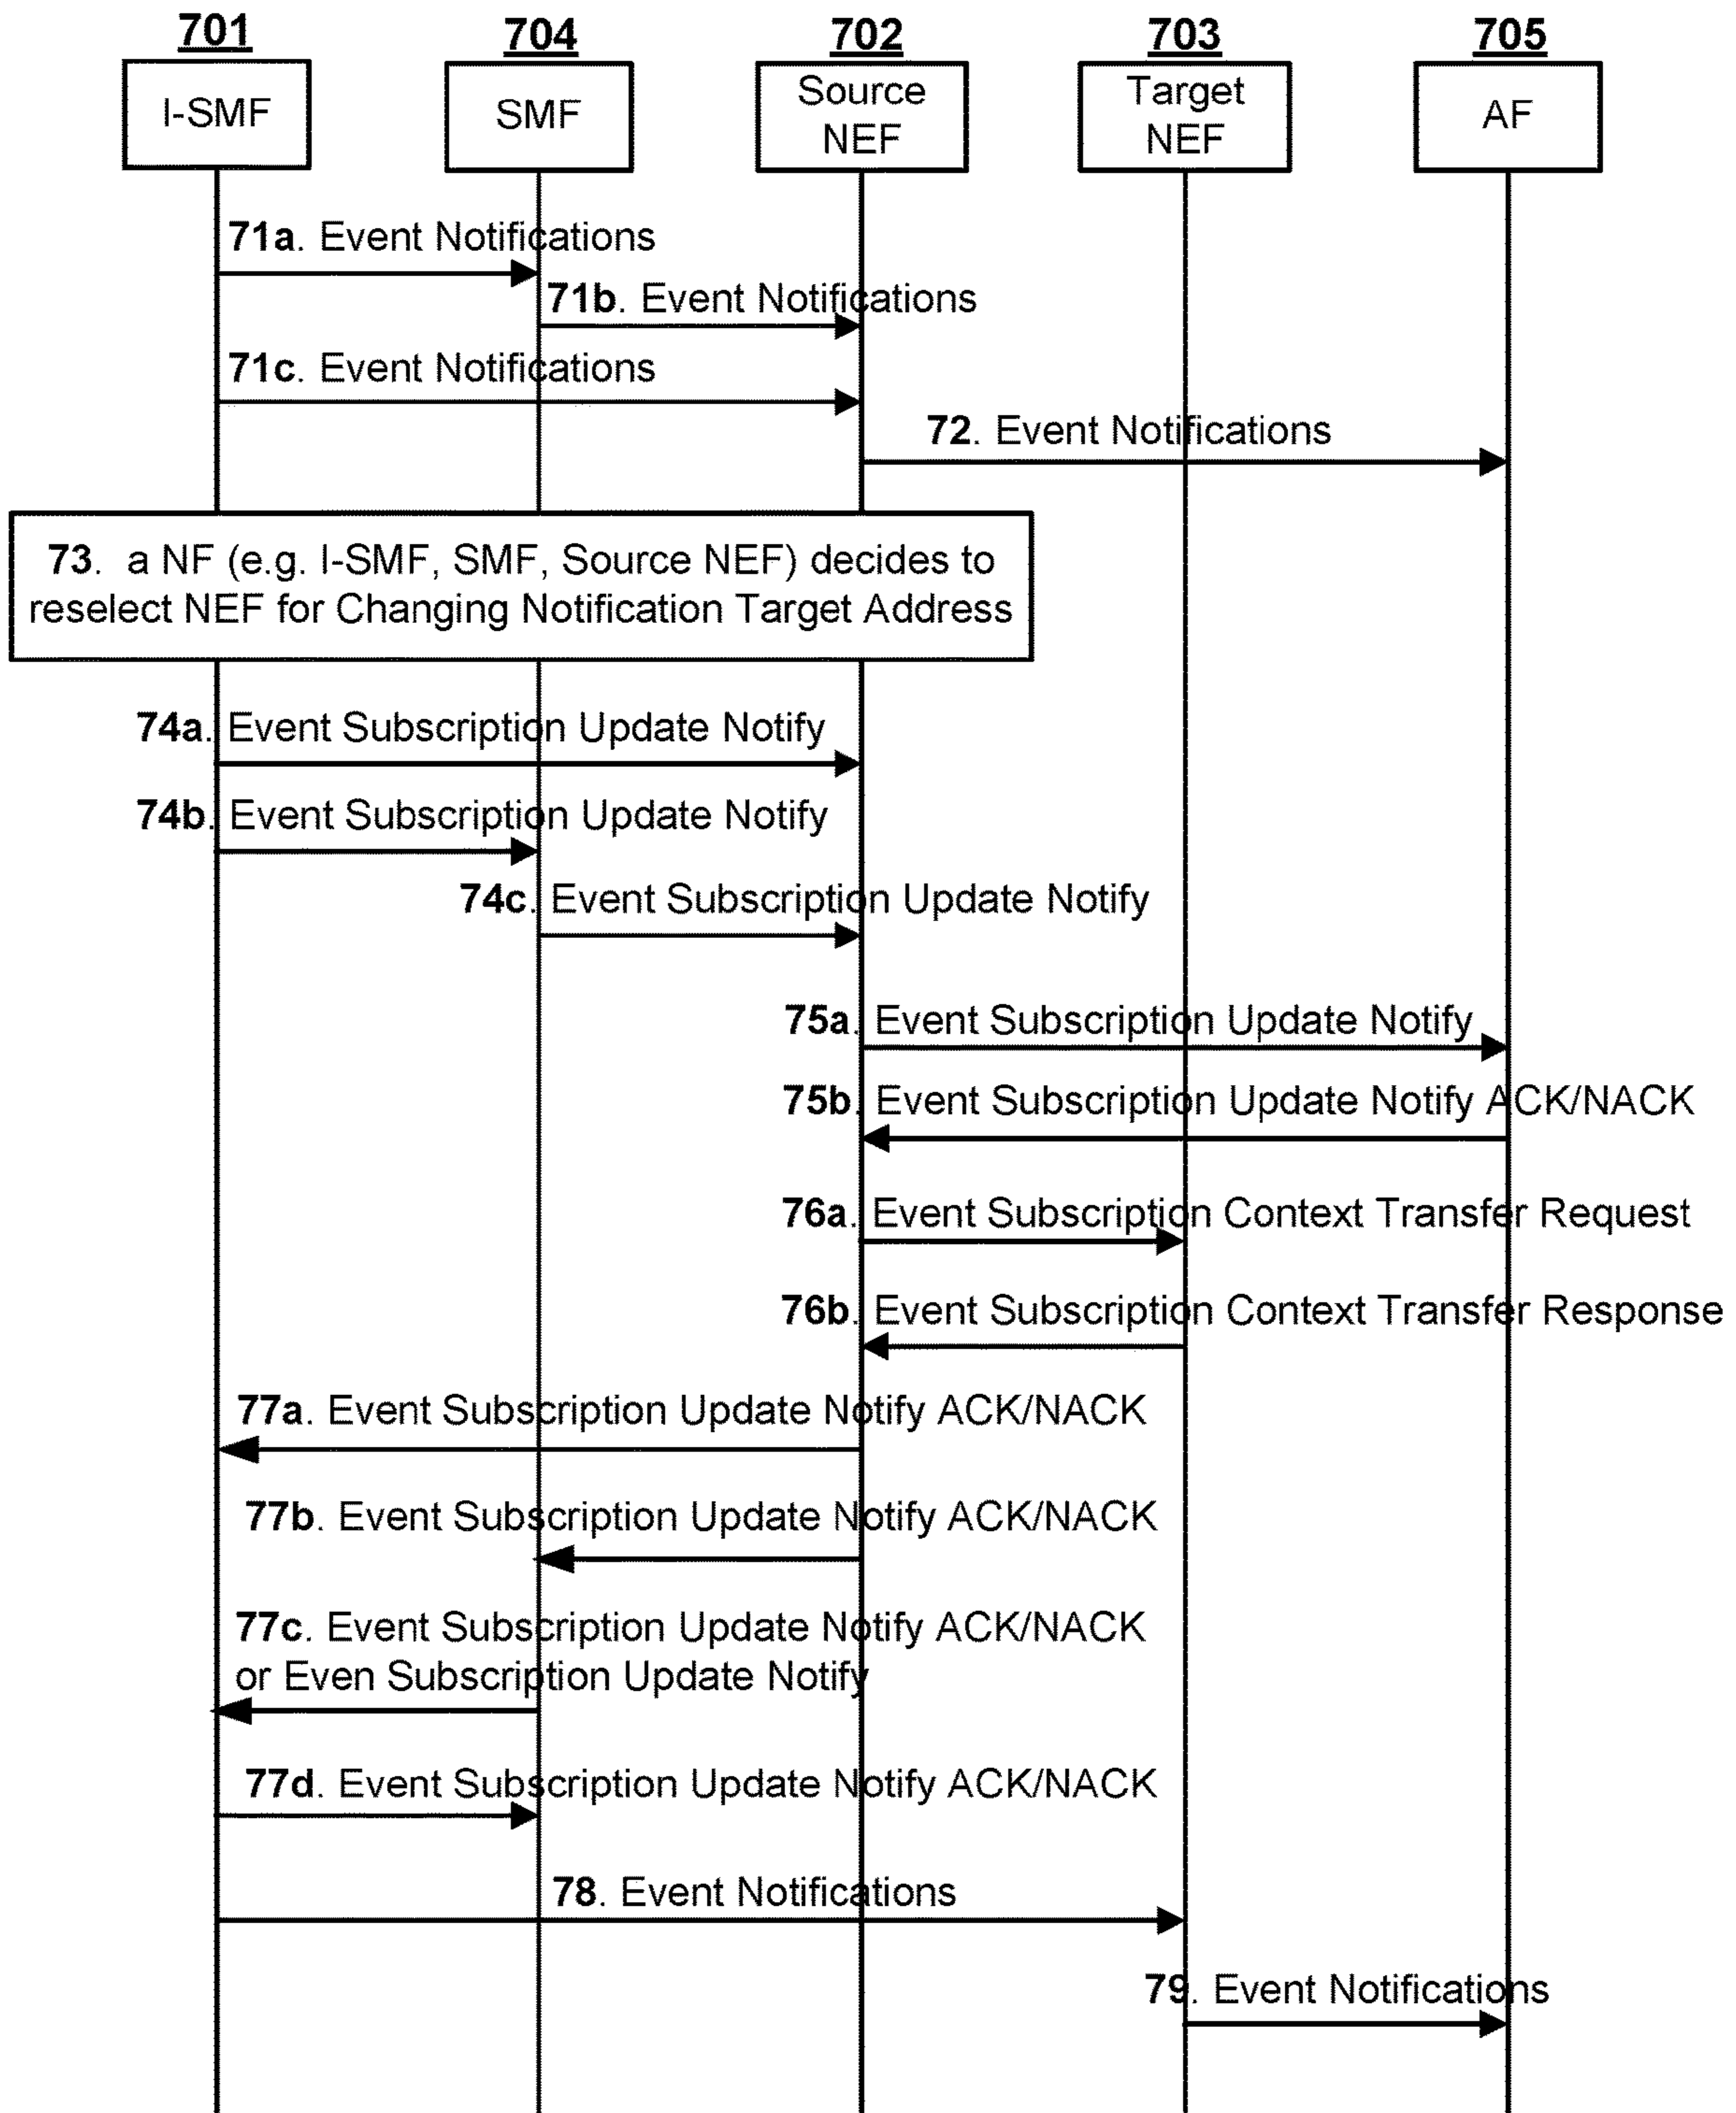 701
704
702
703
705
I-SMF
SMF
Source
NEF
Target
NEF
AF
71a. Event Notifications
71b. Event Notifications
71c. Event Notifications
72. Event Notifications
73. a NF (e.g. I-SMF, SMF, Source NEF) decides to
reselect NEF for Changing Notification Target Address
74a. Event Subscription Update Notify
74b. Event Subscription Update Notify
74c. Event Subscription Update Notify
75a. Event Subscription Update Notify
75b. Event Subscription Update Notify ACK/NACK
76a. Event Subscription Context Transfer Request
76b. Event Subscription Context Transfer Response
77a. Event Subscription Update Notify ACK/NACK
77b. Event Subscription Update Notify ACK/NACK
77c. Event Subscription Update Notify ACK/NACK
or Even Subscription Update Notify
77d. Event Subscription Update Notify ACK/NACK
78. Event Notifications
79. Event Notifications